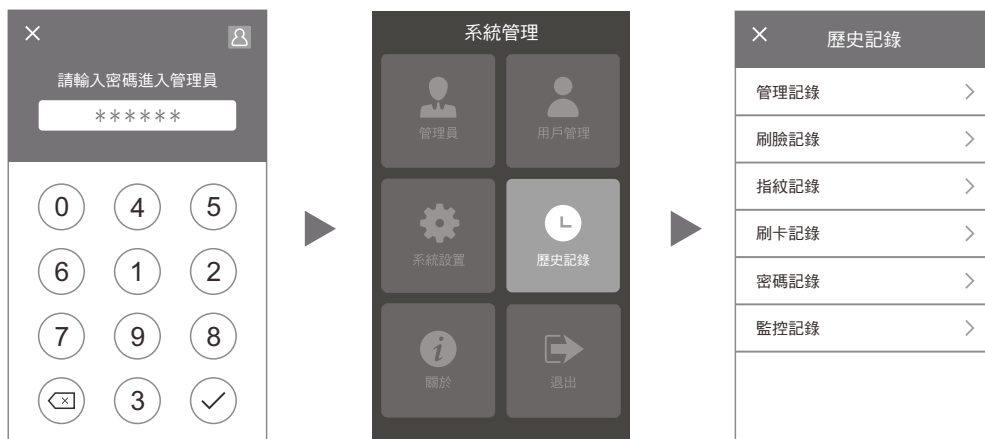 請輸入密碼進入管理員
******
0 4 5
6 1 2
7 9 8
3
系統管理
管理員 用戶管理
系統設置 歷史記錄
關於 退出
歷史記錄
管理記錄
刷臉記錄
指紋記錄
刷卡記錄
密碼記錄
監控記錄